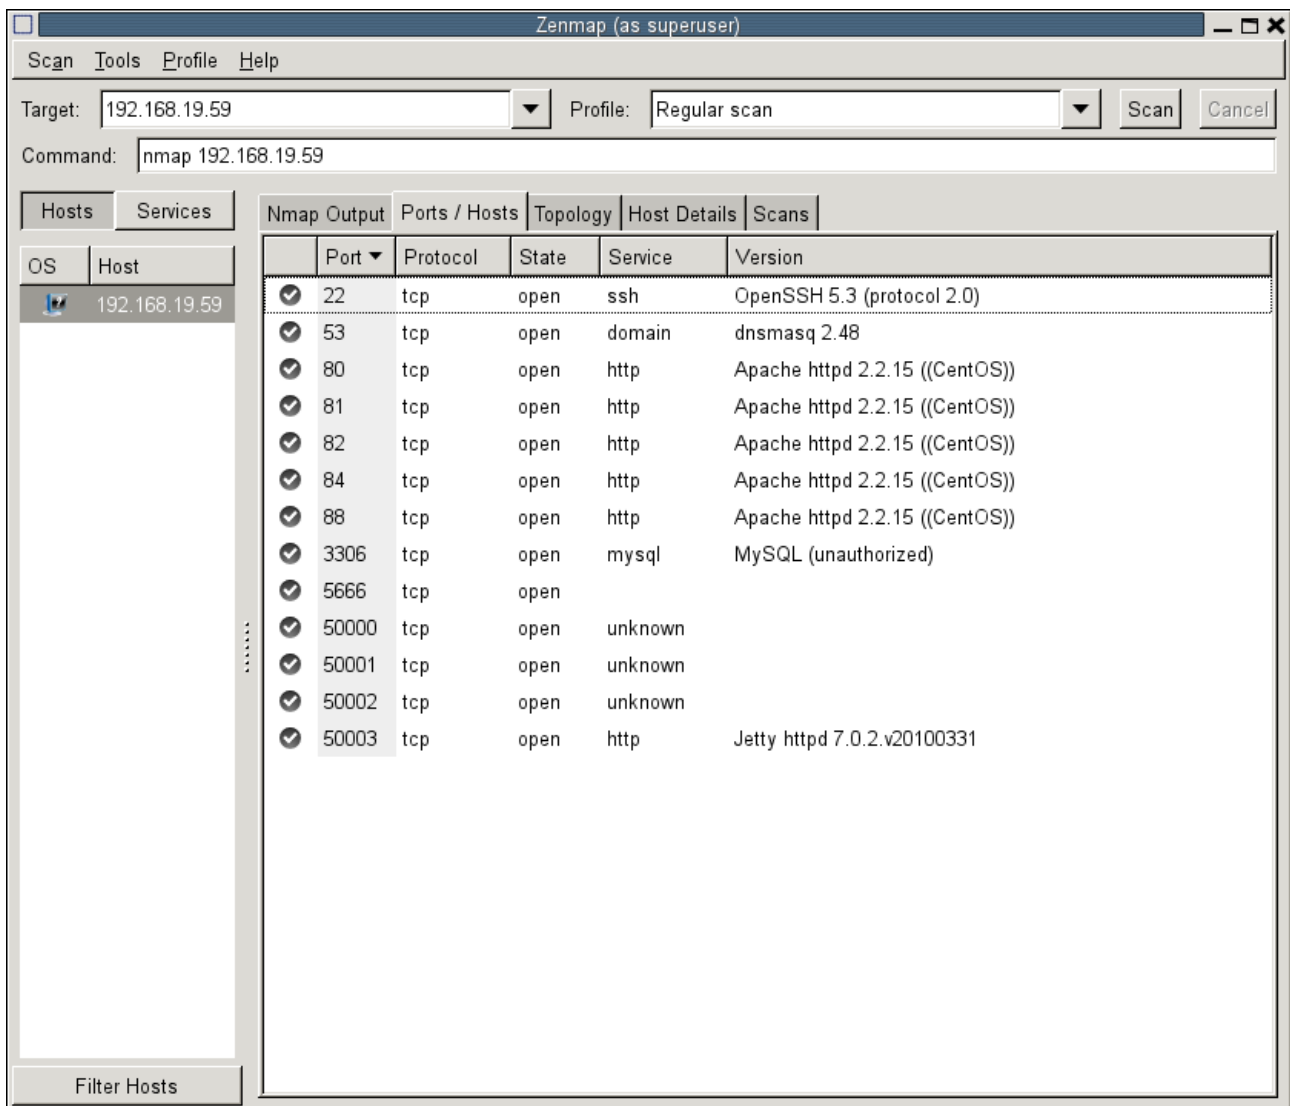 Zenmap (as superuser)
Scan Tools Profile Help
Target: 192.168.19.59 Profile: Regular scan Scan Cancel
Command: nmap 192.168.19.59
Hosts Services
OS Host
192.168.19.59
Filter Hosts
Nmap Output Ports / Hosts Topology Host Details Scans
Port Protocol State Service Version
22 tcp open ssh OpenSSH 5.3 (protocol 2.0)
53 tcp open domain dnsmasq 2.48
80 tcp open http Apache httpd 2.2.15 ((CentOS))
81 tcp open http Apache httpd 2.2.15 ((CentOS))
82 tcp open http Apache httpd 2.2.15 ((CentOS))
84 tcp open http Apache httpd 2.2.15 ((CentOS))
88 tcp open http Apache httpd 2.2.15 ((CentOS))
3306 tcp open mysql MySQL (unauthorized)
5666 tcp open
50000 tcp open unknown
50001 tcp open unknown
50002 tcp open unknown
50003 tcp open http Jetty httpd 7.0.2.v20100331